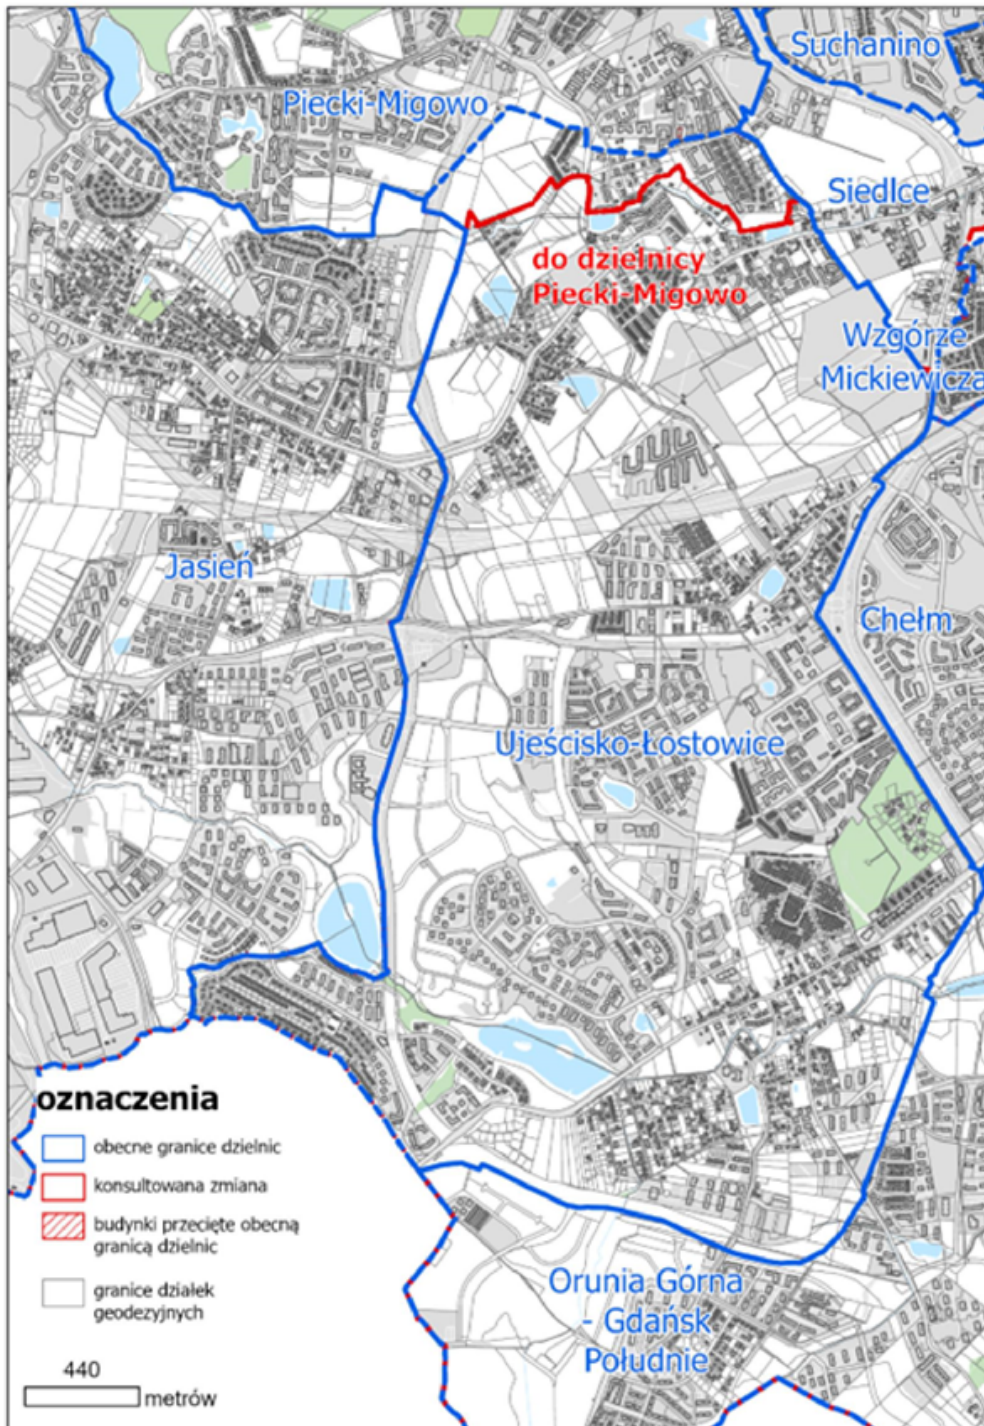 Suchanino
Piecki-Migowo
Siedlce
do dzielnicy
Piecki-Migowo
Wzgórze
Mickiewicza
Jasień
Chełm
Ujeścisko-Łostowice
oznaczenia
obecne granice dzielnic
konsultowana zmiana
budynki przecięte obecną
granicą dzielnic
granice działek
geodezyjnych
440
metrów
Orunia Górna
- Gdańsk
Południe